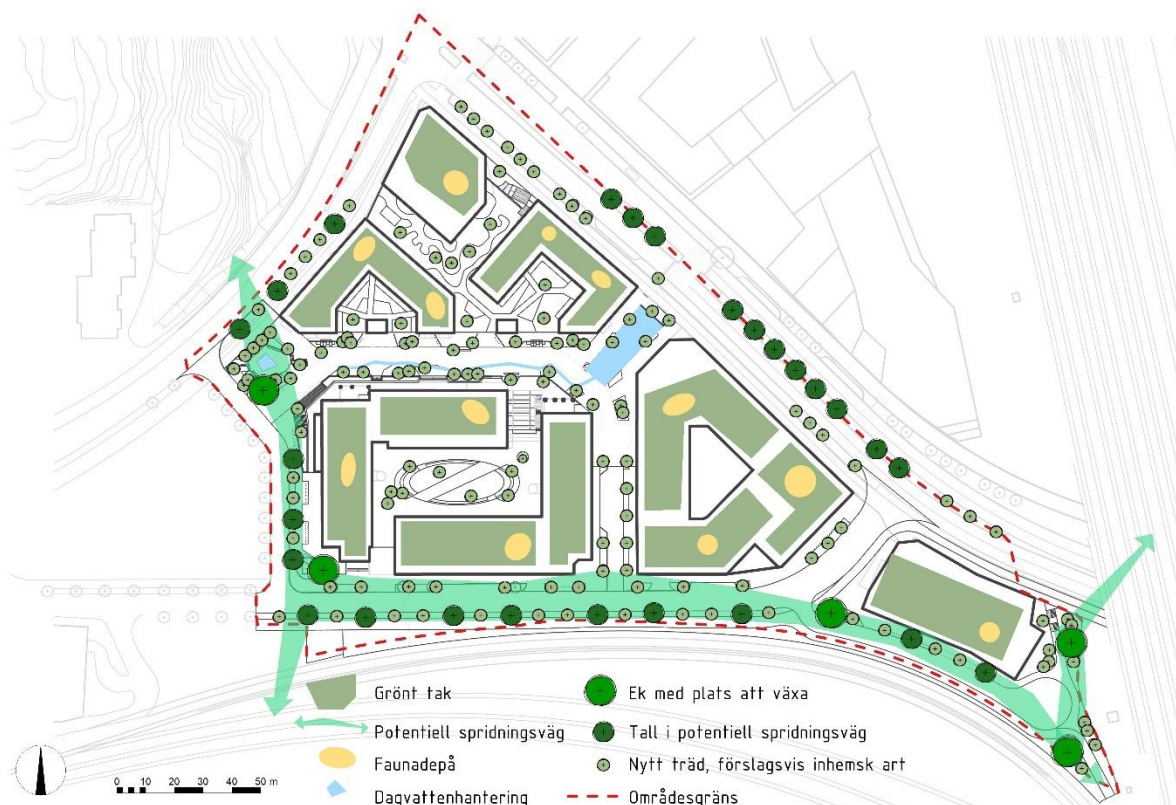 Grönt tak
Potentiell spridningsväg
Faunadepå
Dagvattenhantering
Ek med plats att växa
Tall i potentiell spridningsväg
Nytt träd, förslagsvis inhemsk art
Områdesgräns
0 10 20 30 40 50 m